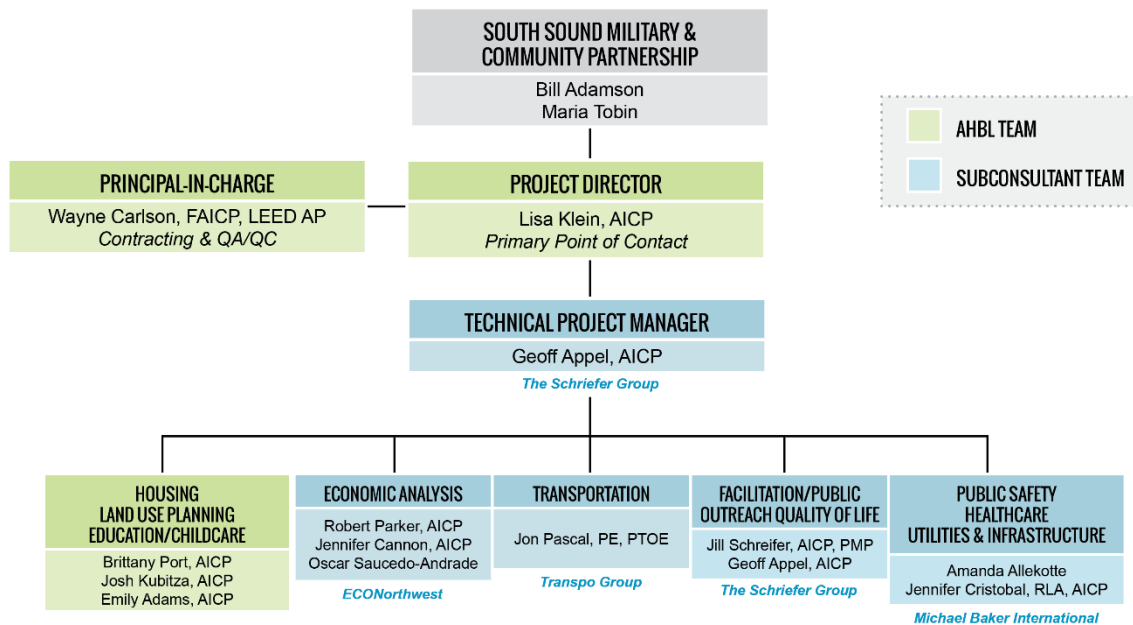 SOUTH SOUND MILITARY &
COMMUNITY PARTNERSHIP
Bill Adamson
Maria Tobin
AHBL TEAM
SUBCONSULTANT TEAM
PRINCIPAL-IN-CHARGE
Wayne Carlson, FAICP, LEED AP
Contracting & QA/QC
PROJECT DIRECTOR
Lisa Klein, AICP
Primary Point of Contact
TECHNICAL PROJECT MANAGER
Geoff Appel, AICP
The Schriefer Group
HOUSING
LAND USE PLANNING
EDUCATION/CHILDCARE
Brittany Port, AICP
Josh Kubitza, AICP
Emily Adams, AICP
ECONOMIC ANALYSIS
Robert Parker, AICP
Jennifer Cannon, AICP
Oscar Saucedo-Andrade
ECONorthwest
TRANSPORTATION
Jon Pascal, PE, PTOE
Transpo Group
FACILITATION/PUBLIC
OUTREACH QUALITY OF LIFE
Jill Schreifer, AICP, PMP
Geoff Appel, AICP
The Schriefer Group
PUBLIC SAFETY
HEALTHCARE
UTILITIES & INFRASTRUCTURE
Amanda Allekotte
Jennifer Cristobal, RLA, AICP
Michael Baker International